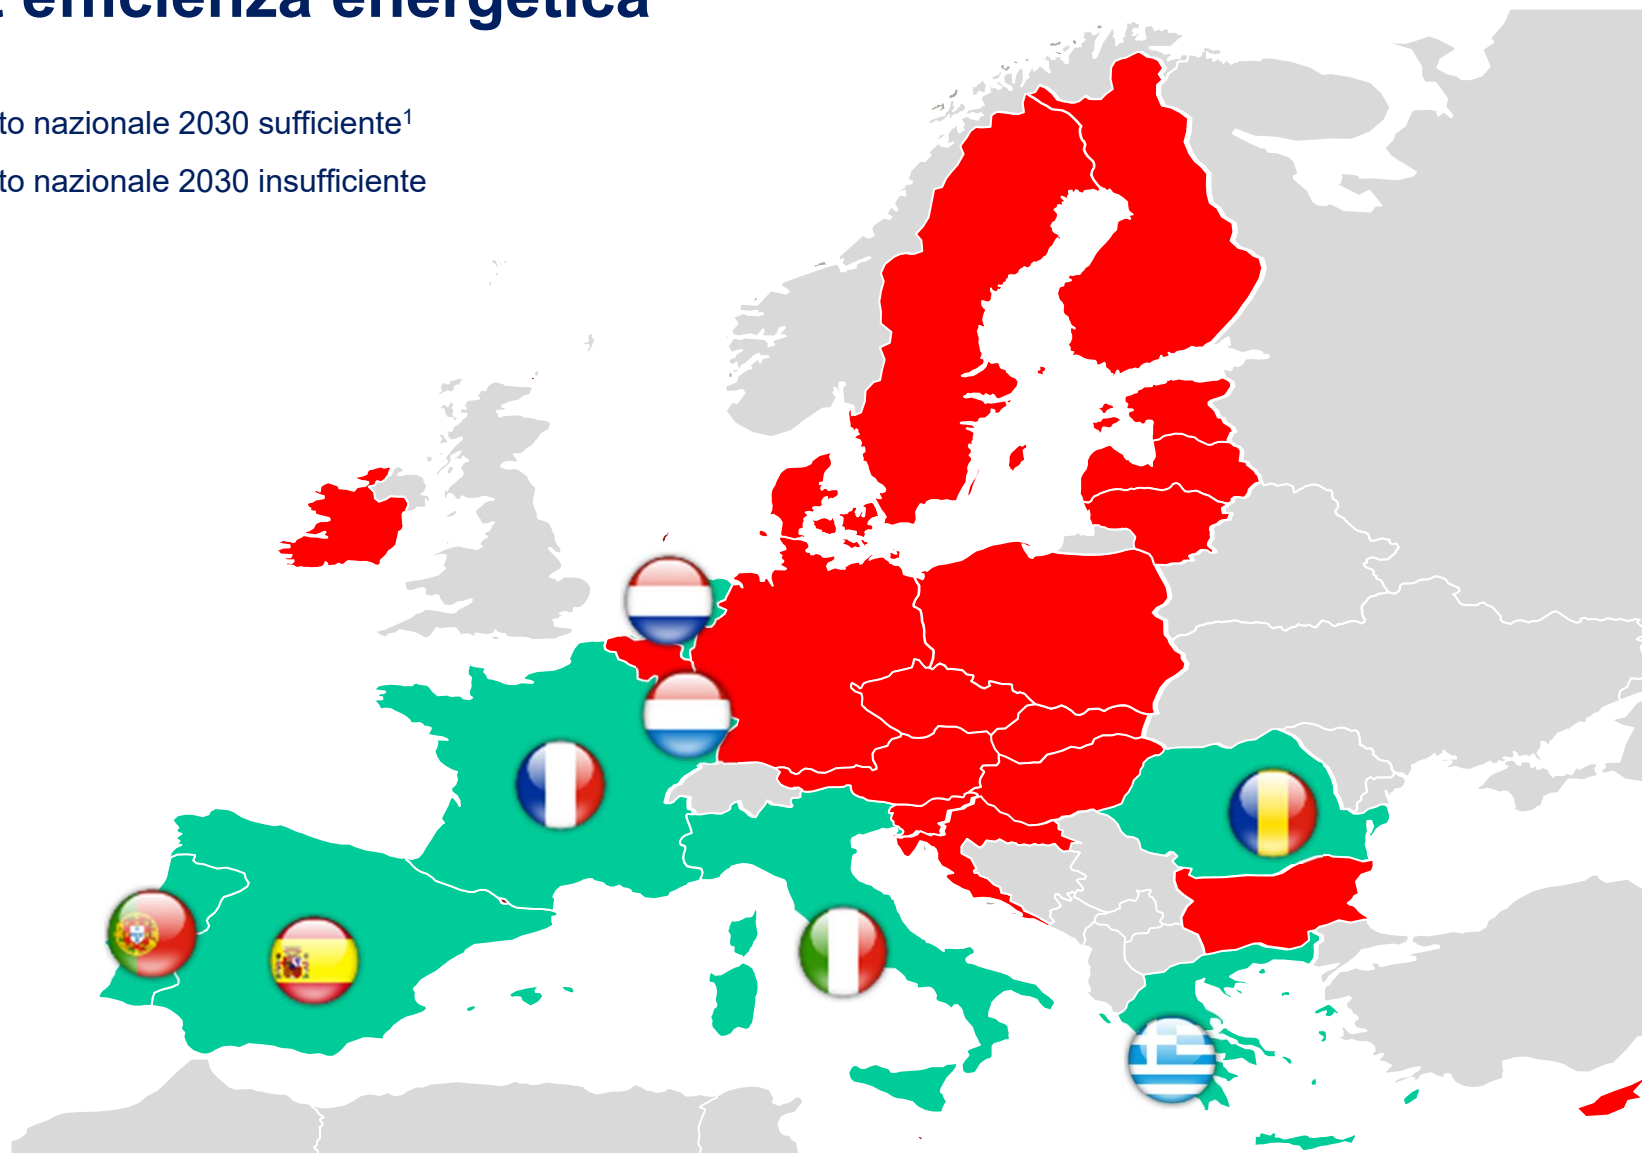 efficienza energetica
to nazionale 2030 sufficiente¹
to nazionale 2030 insufficiente